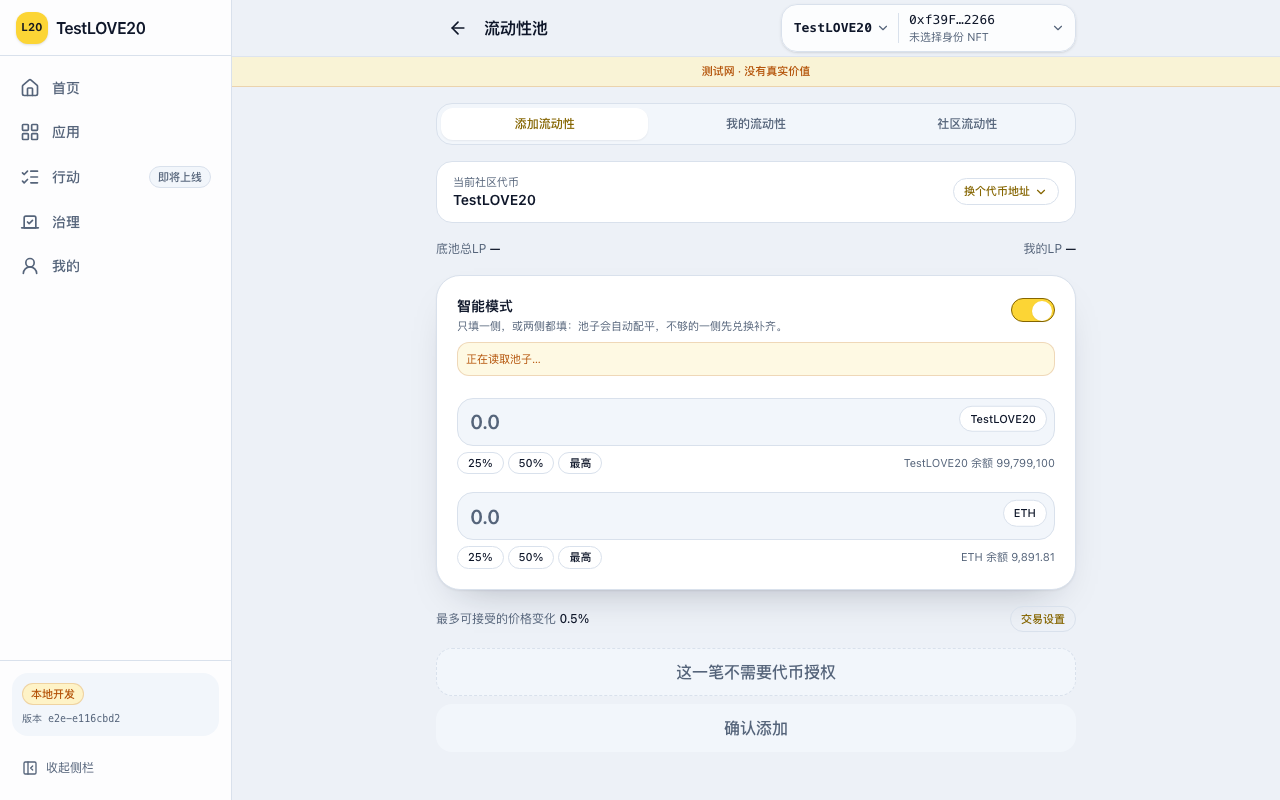 L20 TestLOVE20
首页
应用
行动 即将上线
治理
我的
本地开发
版本 e2e-e116cbd2
收起侧栏
流动性池
TestLOVE20
0xf39F…2266
未选择身份 NFT
测试网 · 没有真实价值
添加流动性 我的流动性 社区流动性
当前社区代币
TestLOVE20
换个代币地址
底池总LP — 我的LP —
智能模式
只填一侧，或两侧都填：池子会自动配平，不够的一侧先兑换补齐。
正在读取池子…
0.0 TestLOVE20
25% 50% 最高 TestLOVE20 余额 99,799,100
0.0 ETH
25% 50% 最高 ETH 余额 9,891.81
最多可接受的价格变化 0.5% 交易设置
这一笔不需要代币授权
确认添加